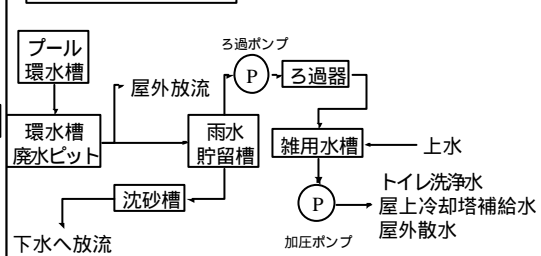 ろ過ポンプ
プール
環水槽
P
ろ過器
屋外放流
環水槽
廃水ピット
雨水
貯留槽
雑用水槽
上水
沈砂槽
P
トイレ洗浄水
屋上冷却塔補給水
屋外散水
下水へ放流
加圧ポンプ